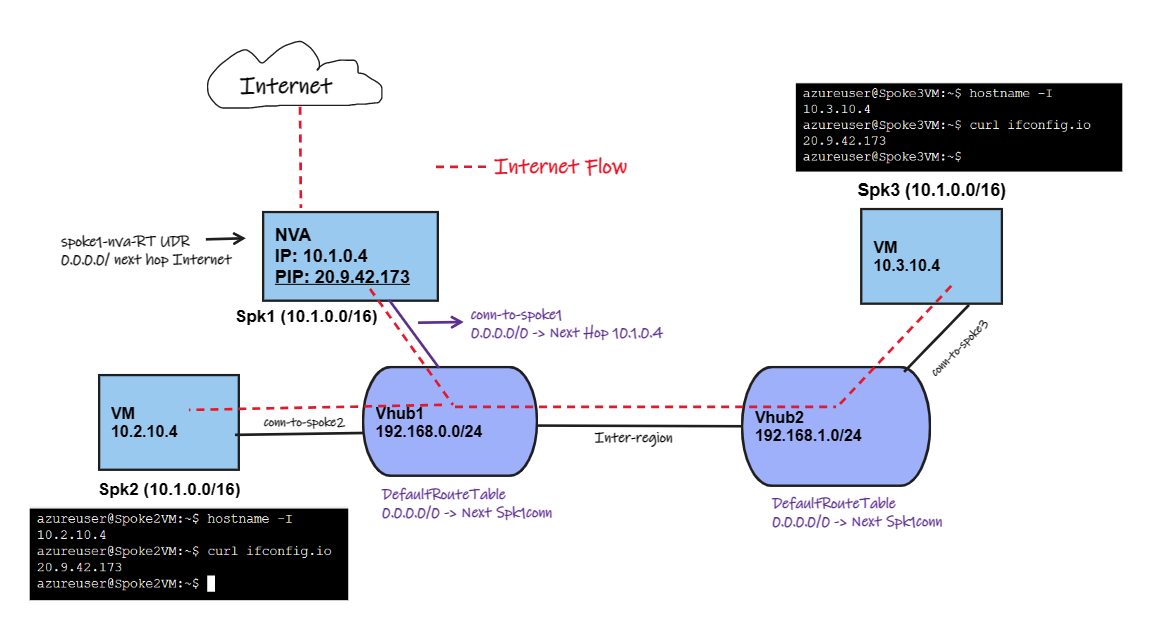 Internet
Internet Flow
azureuser@Spoke3VM:~$ hostname -I
10.3.10.4
azureuser@Spoke3VM:~$ curl ifconfig.io
20.9.42.173
azureuser@Spoke3VM:~$
Spk3 (10.1.0.0/16)
spoke1-nva-RT UDR
0.0.0.0/ next hop Internet
NVA
IP: 10.1.0.4
PIP: 20.9.42.173
Spk1 (10.1.0.0/16)
VM
10.3.10.4
conn-to-spoke1
0.0.0.0/0 -> Next Hop 10.1.0.4
conn-to-spoke3
VM
10.2.10.4
conn-to-spoke2
Vhub1
192.168.0.0/24
Inter-region
Vhub2
192.168.1.0/24
Spk2 (10.1.0.0/16)
DefaultRouteTable
0.0.0.0/0 -> Next Spk1conn
DefaultRouteTable
0.0.0.0/0 -> Next Spk1conn
azureuser@Spoke2VM:~$ hostname -I
10.2.10.4
azureuser@Spoke2VM:~$ curl ifconfig.io
20.9.42.173
azureuser@Spoke2VM:~$